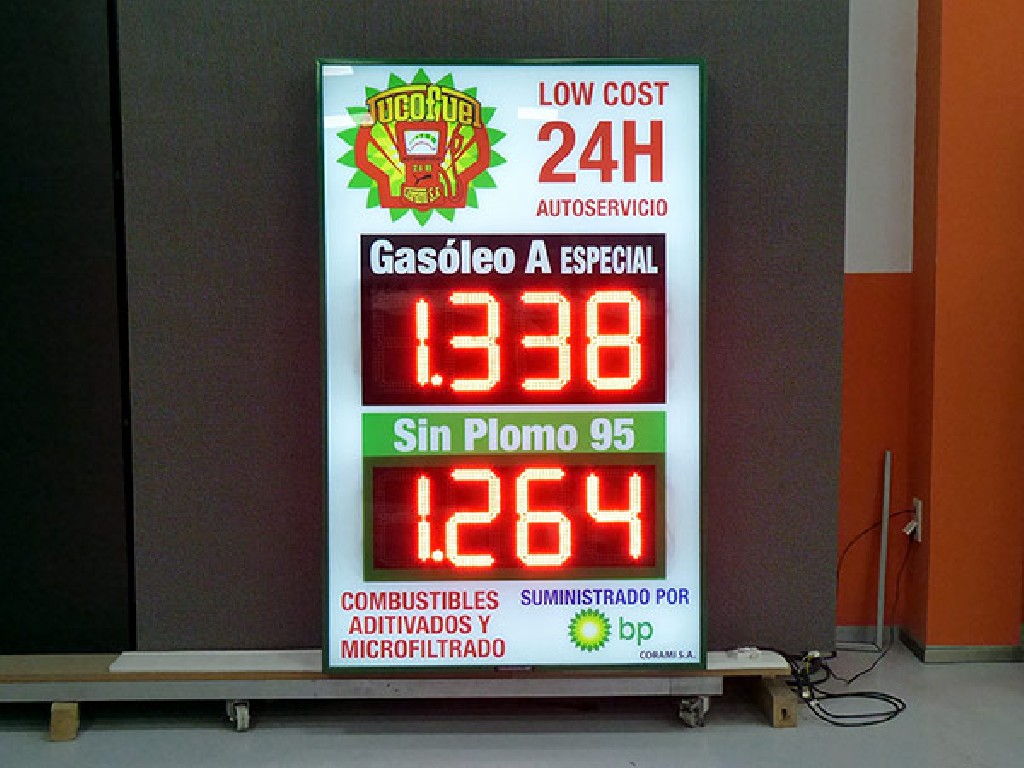 Jucofuel
CORAMI S.A.
LOW COST
24H
AUTOSERVICIO
Gasóleo A ESPECIAL
1.338
Sin Plomo 95
1.264
COMBUSTIBLES
ADITIVADOS Y
MICROFILTRADO
SUMINISTRADO POR
bp
CORAMI S.A.